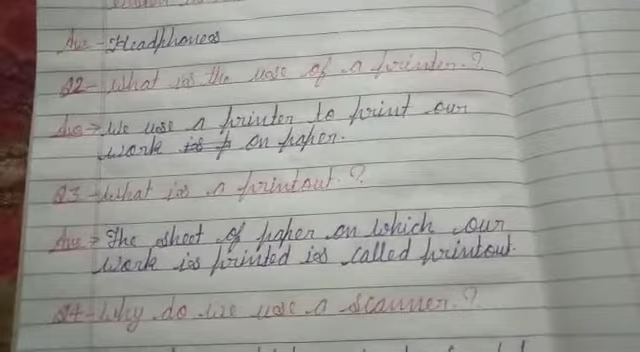 Ans - Headphones
Q2 - What is the use of a printer.?
Ans → We use a printer to print our
work on paper.
Q3 - What is a printout.?
Ans → The sheet of paper on which our
work is printed is called printout.
Q4 - Why do we use a scanner.?